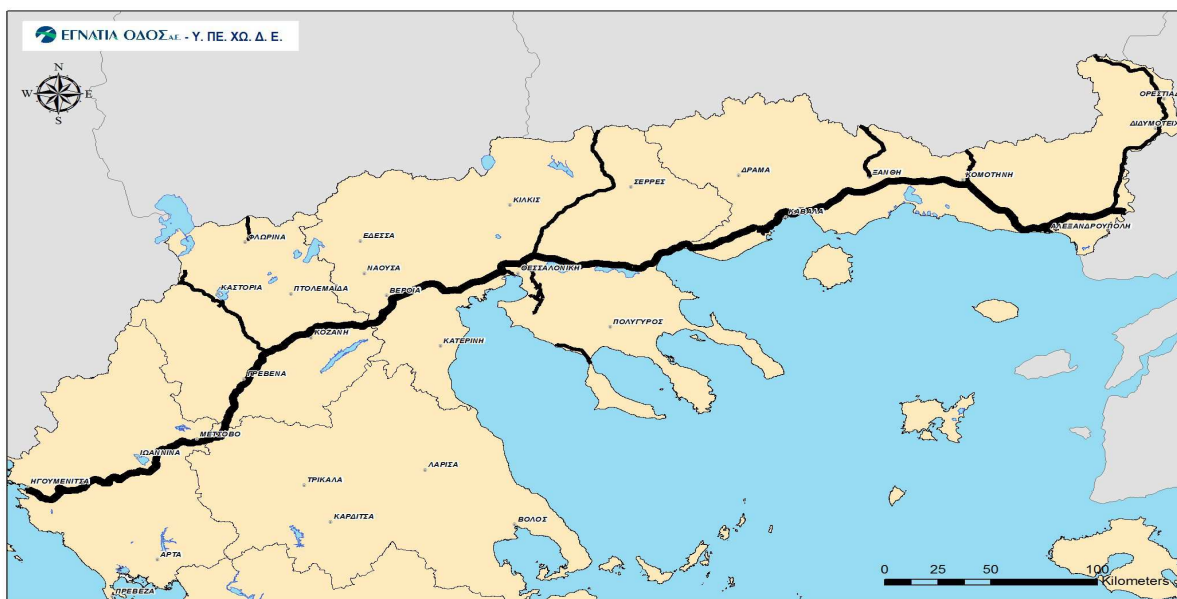 ΕΓΝΑΤΙΑ ΟΔΟΣ Α.Ε. - Υ. ΠΕ. ΧΩ. Δ. Ε.
N
W E
S
ΟΡΕΣΤΙΑΔ
ΔΙΔΥΜΟΤΕΙΧ
ΔΡΑΜΑ
ΞΑΝΘΗ
ΚΟΜΟΤΗΝΗ
ΣΕΡΡΕΣ
ΚΙΛΚΙΣ
ΚΑΒΑΛΑ
ΑΛΕΞΑΝΔΡΟΥΠΟΛΗ
ΦΛΩΡΙΝΑ
ΕΔΕΣΣΑ
ΝΑΟΥΣΑ
ΘΕΣΣΑΛΟΝΙΚΗ
ΚΑΣΤΟΡΙΑ
ΠΤΟΛΕΜΑΙΔΑ
ΒΕΡΟΙΑ
ΚΟΖΑΝΗ
ΠΟΛΥΓΥΡΟΣ
ΚΑΤΕΡΙΝΗ
ΓΡΕΒΕΝΑ
ΜΕΤΣΟΒΟ
ΙΩΑΝΝΙΝΑ
ΛΑΡΙΣΑ
ΗΓΟΥΜΕΝΙΤΣΑ
ΤΡΙΚΑΛΑ
ΚΑΡΔΙΤΣΑ
ΒΟΛΟΣ
ΑΡΤΑ
ΠΡΕΒΕΖΑ
0 25 50 100
Kilometers